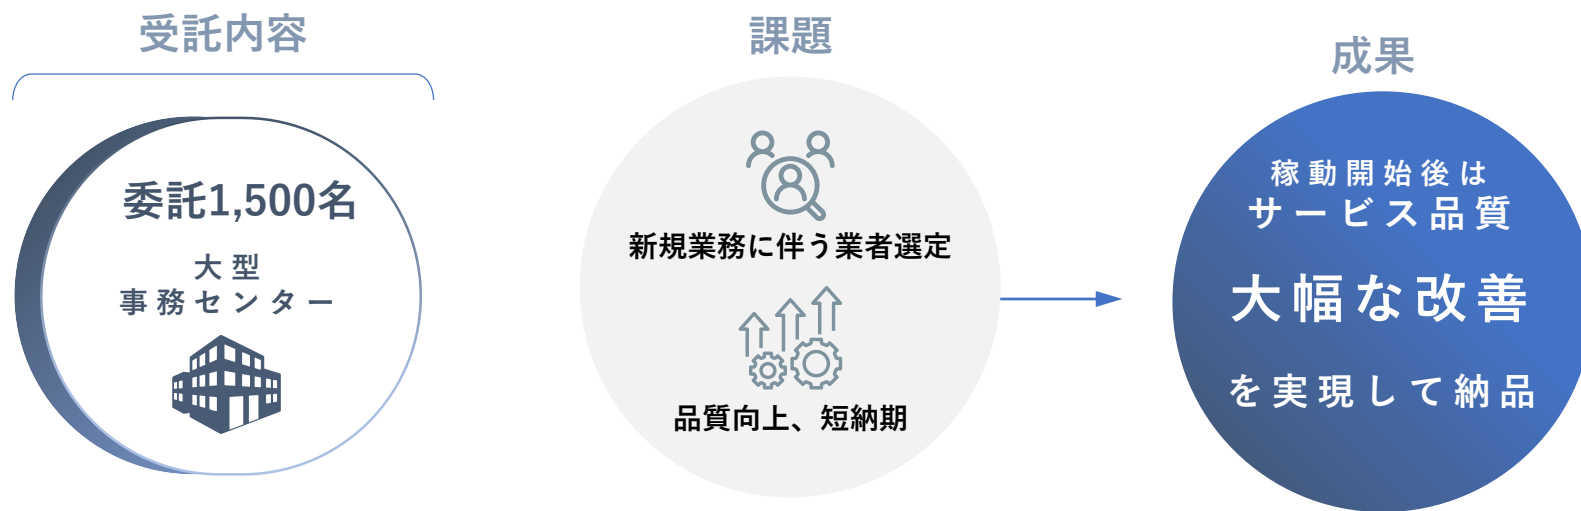 受託内容
委託1,500名
大型
事務センター
課題
新規業務に伴う業者選定
品質向上、短納期
成果
稼動開始後は
サービス品質
大幅な改善
を実現して納品